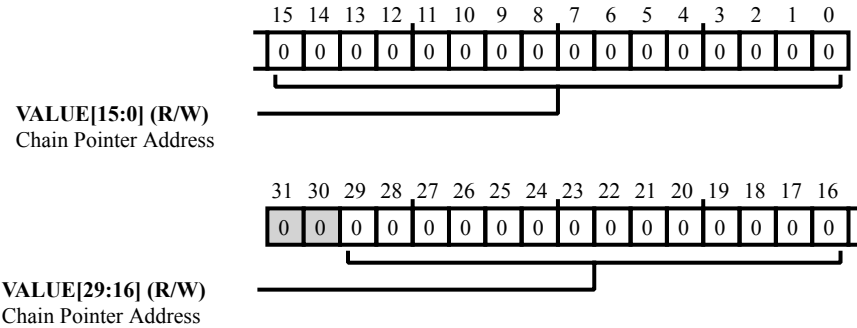 15 14 13 12 11 10 9 8 7 6 5 4 3 2 1 0
0 0 0 0 0 0 0 0 0 0 0 0 0 0 0 0
VALUE[15:0] (R/W)
Chain Pointer Address
31 30 29 28 27 26 25 24 23 22 21 20 19 18 17 16
0 0 0 0 0 0 0 0 0 0 0 0 0 0 0 0
VALUE[29:16] (R/W)
Chain Pointer Address